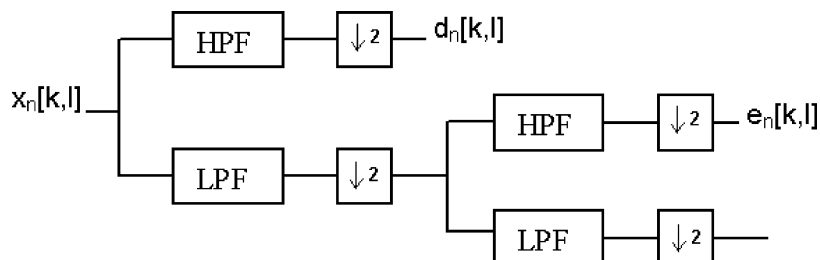 HPF
↓2
dₙ[k,l]
xₙ[k,l]
HPF
↓2
eₙ[k,l]
LPF
↓2
LPF
↓2